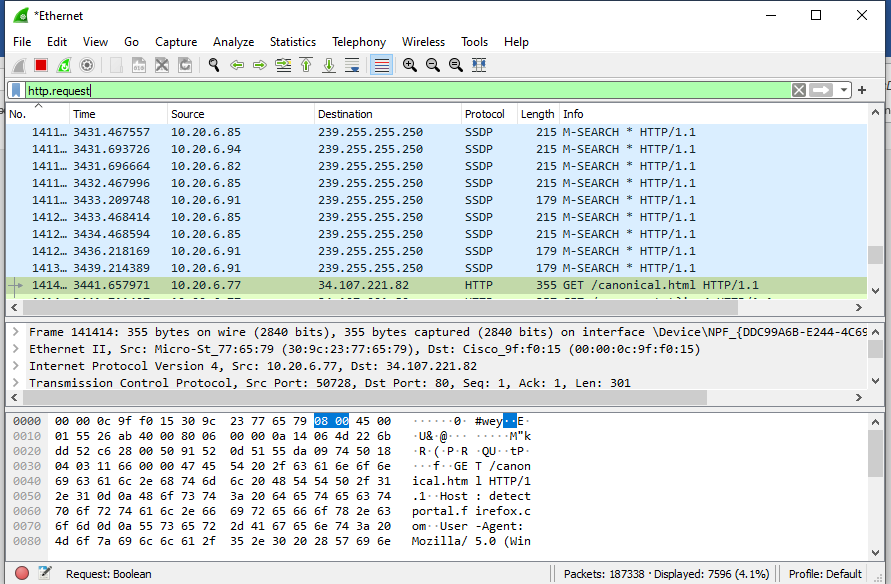 *Ethernet
File Edit View Go Capture Analyze Statistics Telephony Wireless Tools Help
http.request
No. Time Source Destination Protocol Length Info
1411… 3431.467557 10.20.6.85 239.255.255.250 SSDP 215 M-SEARCH * HTTP/1.1
1411… 3431.693726 10.20.6.94 239.255.255.250 SSDP 215 M-SEARCH * HTTP/1.1
1411… 3431.696664 10.20.6.82 239.255.255.250 SSDP 215 M-SEARCH * HTTP/1.1
1411… 3432.467996 10.20.6.85 239.255.255.250 SSDP 215 M-SEARCH * HTTP/1.1
1411… 3433.209748 10.20.6.91 239.255.255.250 SSDP 179 M-SEARCH * HTTP/1.1
1412… 3433.468414 10.20.6.85 239.255.255.250 SSDP 215 M-SEARCH * HTTP/1.1
1412… 3434.468594 10.20.6.85 239.255.255.250 SSDP 215 M-SEARCH * HTTP/1.1
1412… 3436.218169 10.20.6.91 239.255.255.250 SSDP 179 M-SEARCH * HTTP/1.1
1413… 3439.214389 10.20.6.91 239.255.255.250 SSDP 179 M-SEARCH * HTTP/1.1
1414… 3441.657971 10.20.6.77 34.107.221.82 HTTP 355 GET /canonical.html HTTP/1.1
Frame 141414: 355 bytes on wire (2840 bits), 355 bytes captured (2840 bits) on interface \Device\NPF_{DDC99A6B-E244-4C69
Ethernet II, Src: Micro-St_77:65:79 (30:9c:23:77:65:79), Dst: Cisco_9f:f0:15 (00:00:0c:9f:f0:15)
Internet Protocol Version 4, Src: 10.20.6.77, Dst: 34.107.221.82
Transmission Control Protocol, Src Port: 50728, Dst Port: 80, Seq: 1, Ack: 1, Len: 301
0000 00 00 0c 9f f0 15 30 9c 23 77 65 79 08 00 45 00 ······0· #wey··E·
0010 01 55 26 ab 40 00 80 06 00 00 0a 14 06 4d 22 6b ·U&·@··· ·····M"k
0020 dd 52 c6 28 00 50 91 52 0d 51 55 da 09 74 50 18 ·R·(·P·R ·QU··tP·
0030 04 03 11 66 00 00 47 45 54 20 2f 63 61 6e 6f 6e ···f··GE T /canon
0040 69 63 61 6c 2e 68 74 6d 6c 20 48 54 54 50 2f 31 ical.htm l HTTP/1
0050 2e 31 0d 0a 48 6f 73 74 3a 20 64 65 74 65 63 74 .1··Host : detect
0060 70 6f 72 74 61 6c 2e 66 69 72 65 66 6f 78 2e 63 portal.f irefox.c
0070 6f 6d 0d 0a 55 73 65 72 2d 41 67 65 6e 74 3a 20 om··User -Agent:
0080 4d 6f 7a 69 6c 6c 61 2f 35 2e 30 20 28 57 69 6e Mozilla/ 5.0 (Win
Request: Boolean Packets: 187338 · Displayed: 7596 (4.1%) Profile: Default